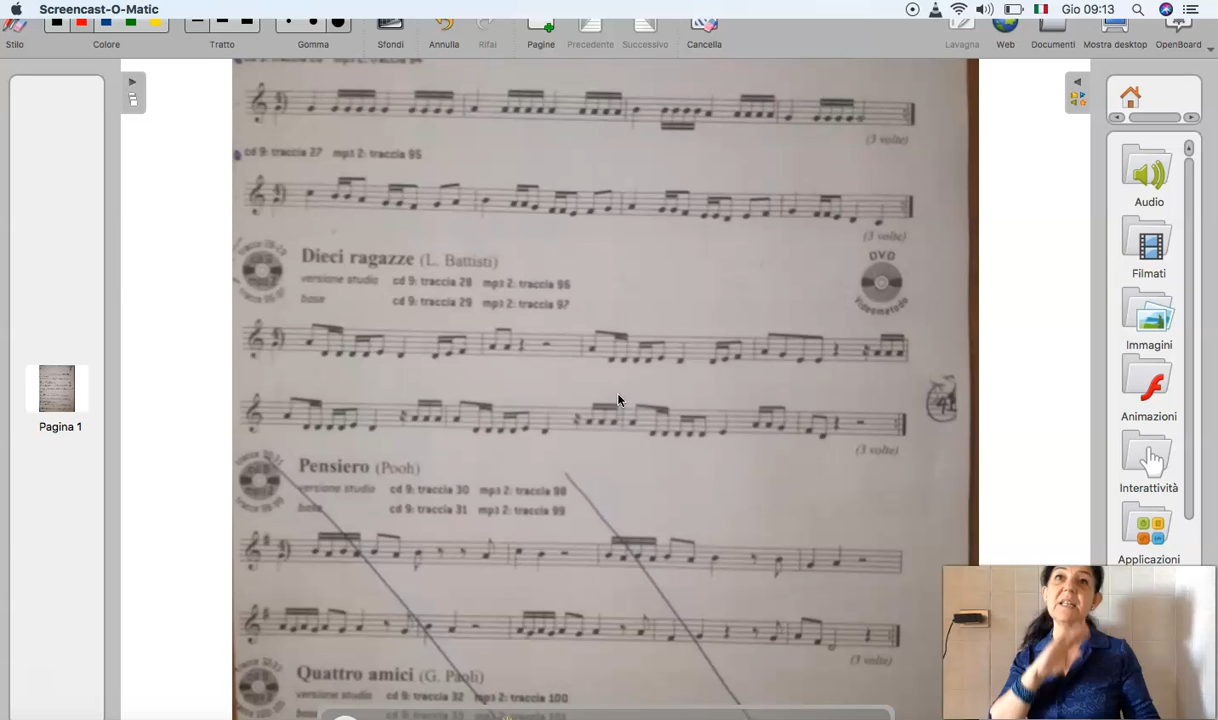 Screencast-O-Matic
Gio 09:13
Stilo
Colore
Tratto
Gomma
Sfondi
Annulla
Rifai
Pagine
Precedente
Successivo
Cancella
Lavagna
Web
Documenti
Mostra desktop
OpenBoard
(3 volte)
cd 9: traccia 27 mp3 2: traccia 95
(3 volte)
Dieci ragazze (L. Battisti)
versione studio cd 9: traccia 28 mp3 2: traccia 96
base cd 9: traccia 29 mp3 2: traccia 97
DVD
Videometodo
41
(3 volte)
Pensiero (Pooh)
versione studio cd 9: traccia 30 mp3 2: traccia 98
base cd 9: traccia 31 mp3 2: traccia 99
(3 volte)
Quattro amici (G. Paoli)
versione studio cd 9: traccia 32 mp3 2: traccia 100
Pagina 1
Audio
Filmati
Immagini
Animazioni
Interattività
Applicazioni